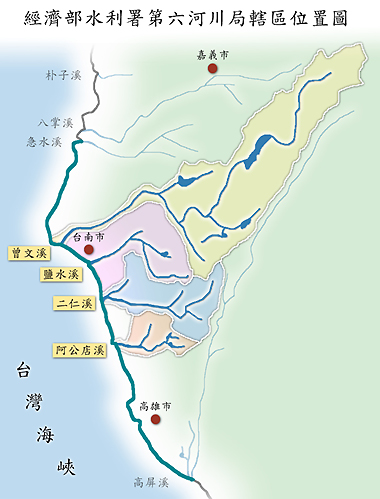 經濟部水利署第六河川局轄區位置圖
嘉義市
朴子溪
八掌溪
急水溪
台南市
曾文溪
鹽水溪
二仁溪
阿公店溪
台灣海峽
高雄市
高屏溪